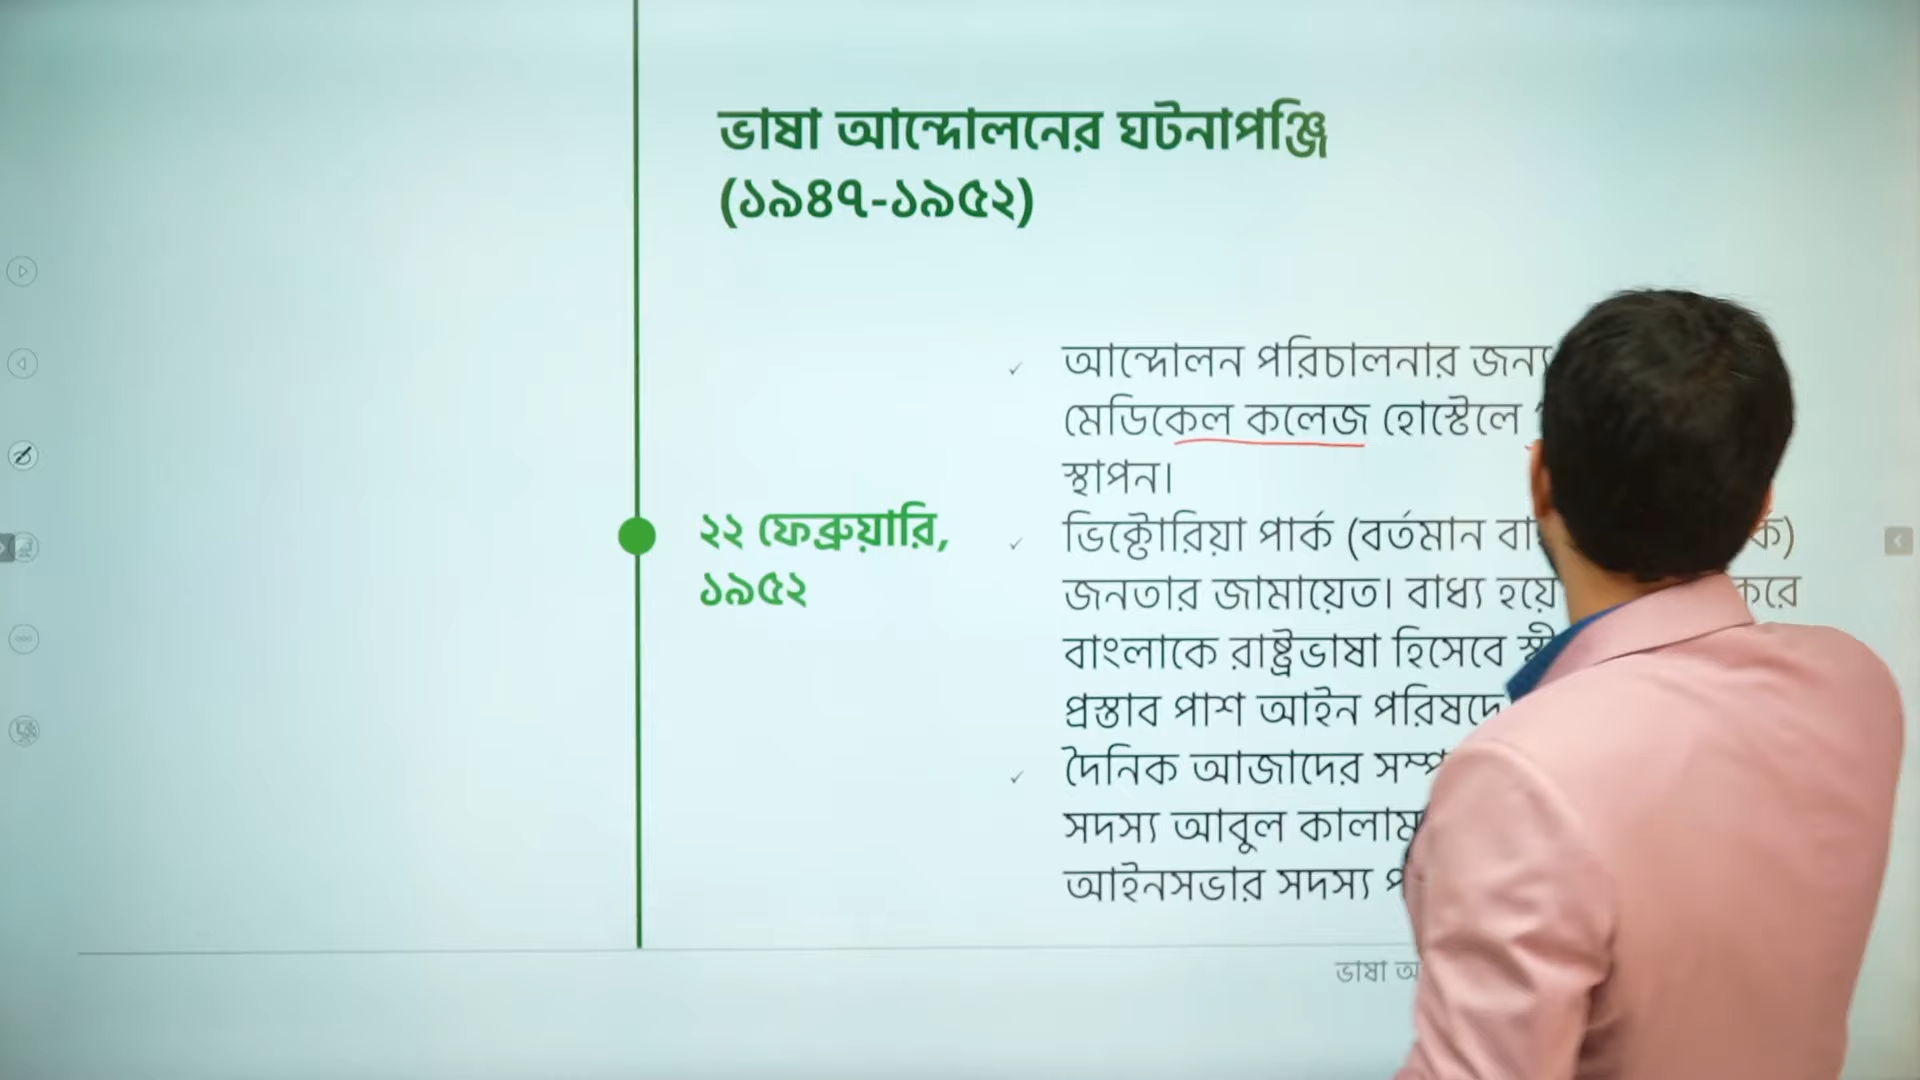 ভাষা আন্দোলনের ঘটনাপঞ্জি
(১৯৪৭-১৯৫২)
২২ ফেব্রুয়ারি,
১৯৫২
আন্দোলন পরিচালনার জন্য
মেডিকেল কলেজ হোস্টেলে
স্থাপন।
ভিক্টোরিয়া পার্ক (বর্তমান
জনতার জামায়েত। বাধ্য হয়ে করে
বাংলাকে রাষ্ট্রভাষা হিসেবে
প্রস্তাব পাশ আইন পরিষদে
দৈনিক আজাদের
সদস্য আবুল কালাম
আইনসভার সদস্য
ভাষা